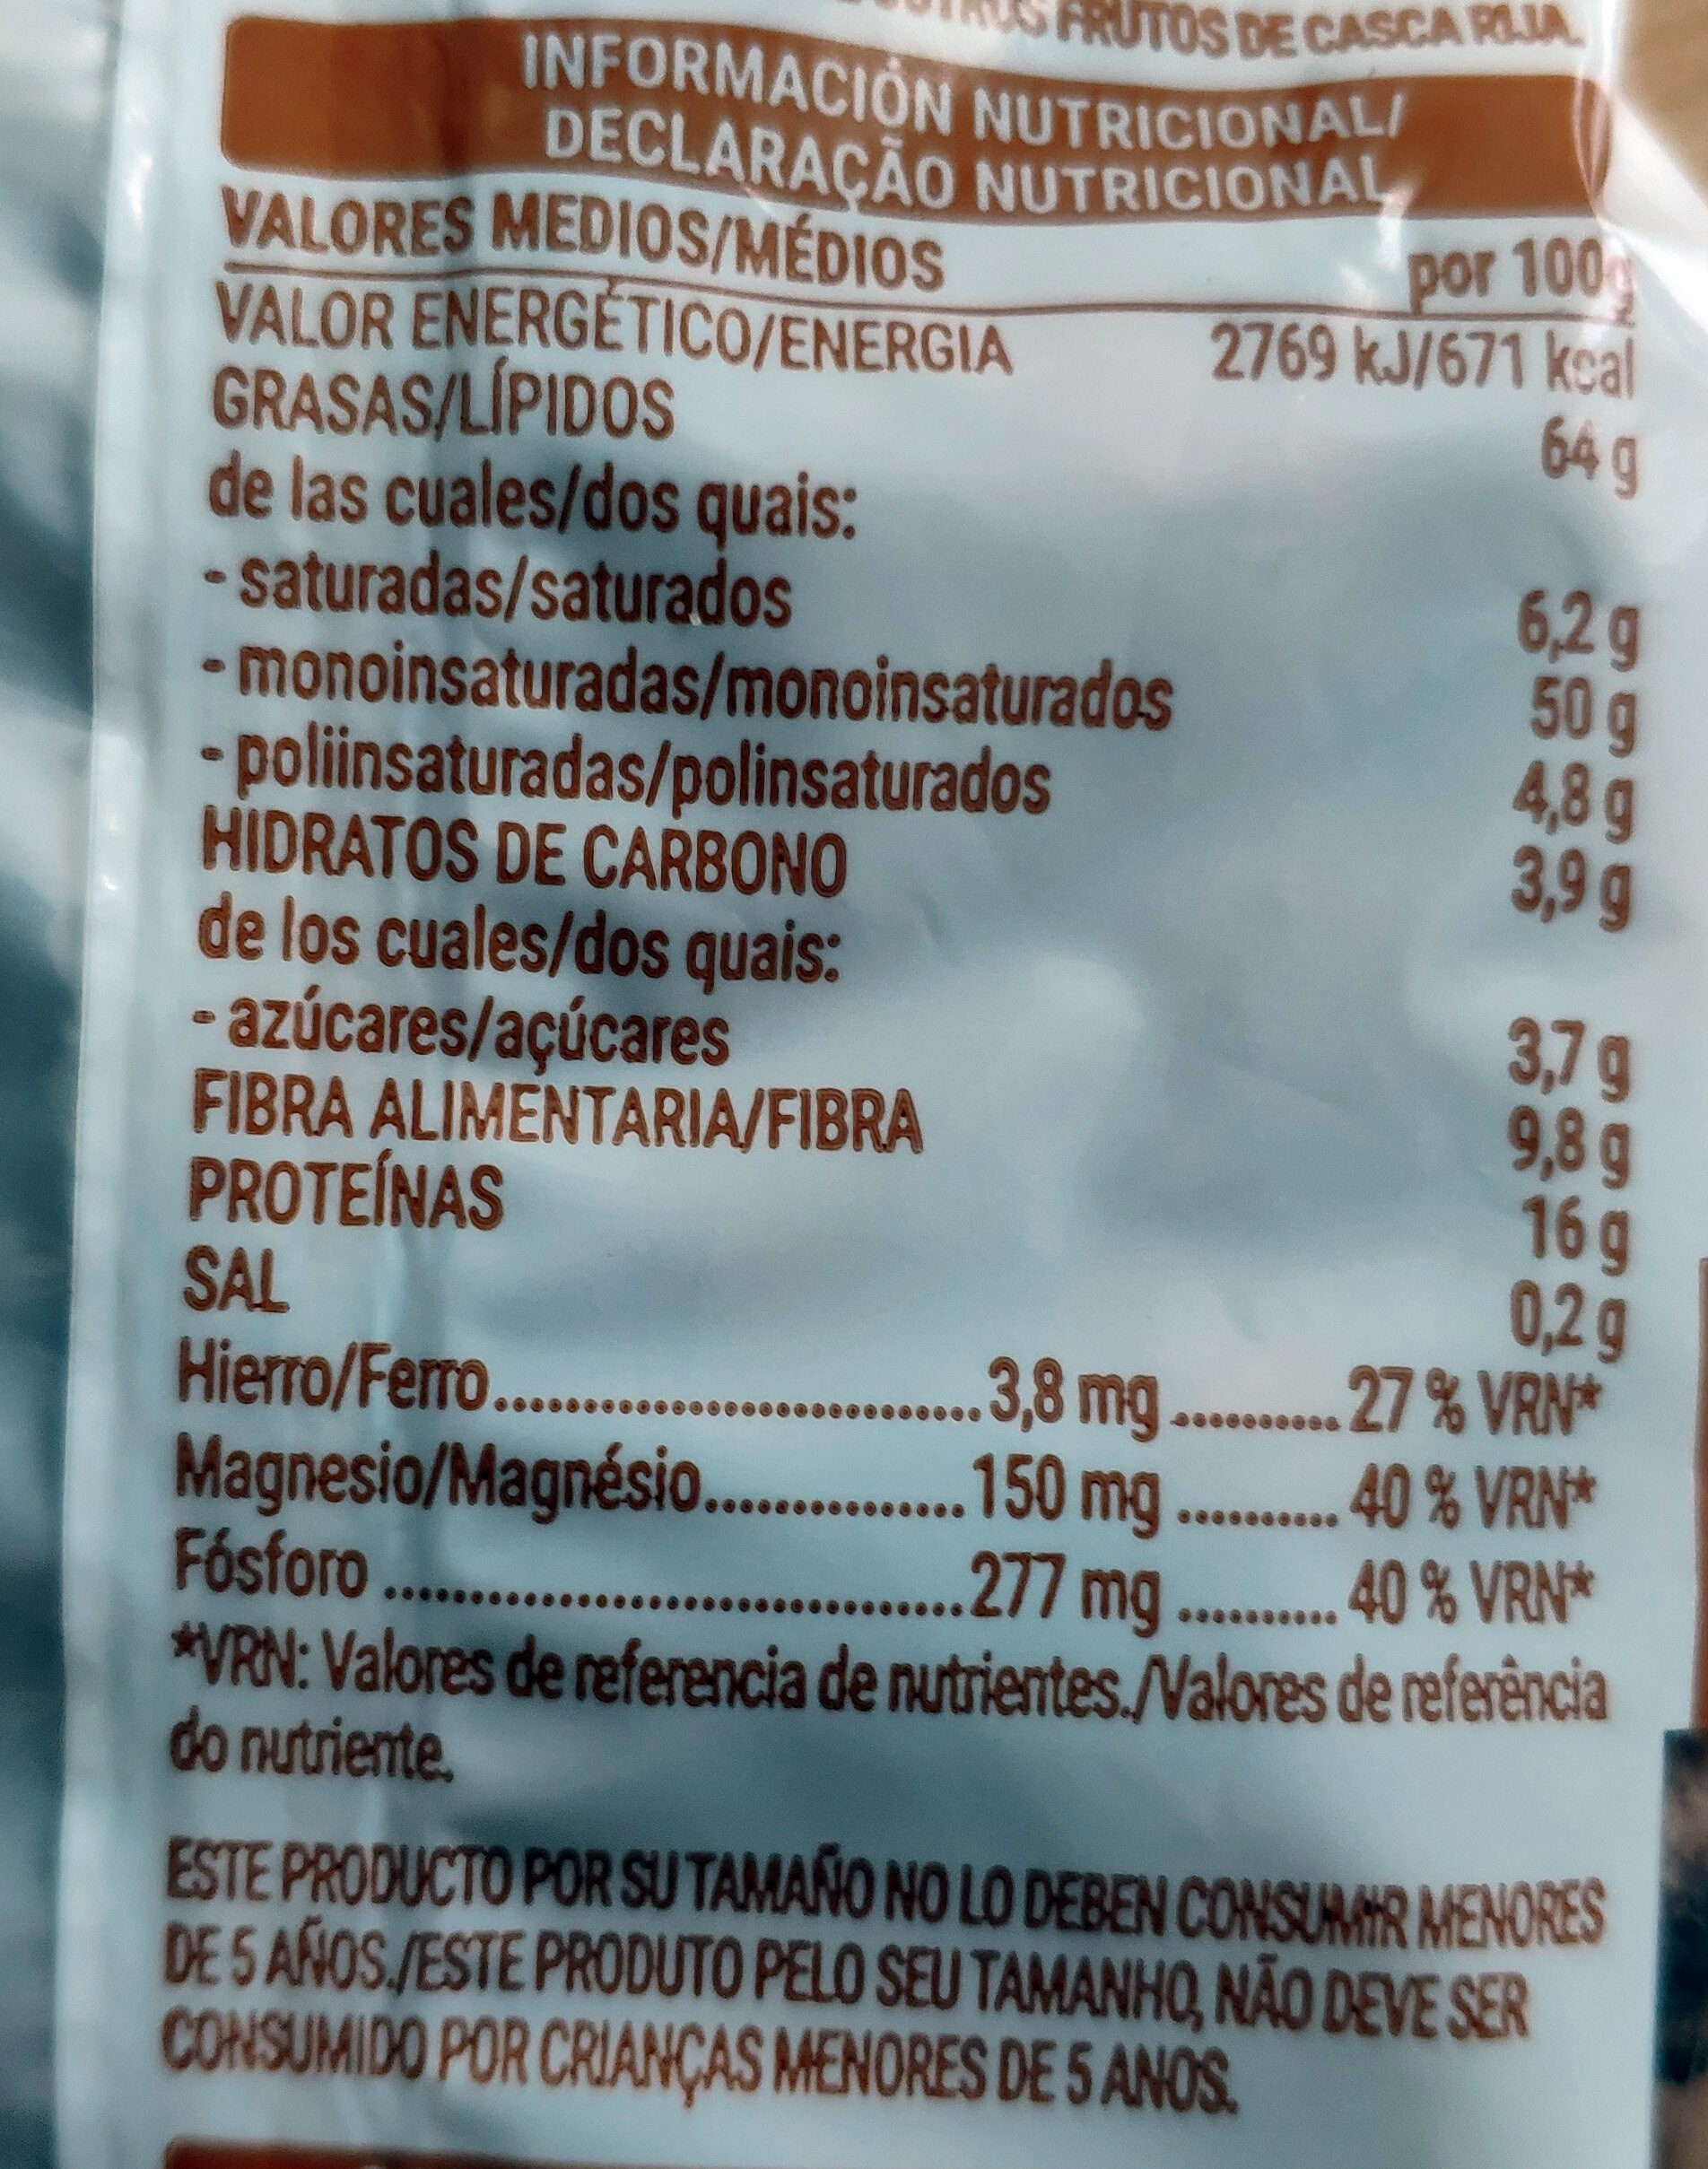 FRUTOS DE CASCA RIJA.
INFORMACIÓN NUTRICIONAL/
DECLARAÇÃO NUTRICIONAL
VALORES MEDIOS/MÉDIOS por 100 g
VALOR ENERGÉTICO/ENERGIA 2769 kJ/671 kcal
GRASAS/LÍPIDOS 64 g
de las cuales/dos quais:
- saturadas/saturados 6,2 g
- monoinsaturadas/monoinsaturados 50 g
- poliinsaturadas/polinsaturados 4,8 g
HIDRATOS DE CARBONO 3,9 g
de los cuales/dos quais:
- azúcares/açúcares 3,7 g
FIBRA ALIMENTARIA/FIBRA 9,8 g
PROTEÍNAS 16 g
SAL 0,2 g
Hierro/Ferro.............................3,8 mg..........27 % VRN*
Magnesio/Magnésio...............150 mg..........40 % VRN*
Fósforo..................................277 mg..........40 % VRN*
*VRN: Valores de referencia de nutrientes./Valores de referência
do nutriente.
ESTE PRODUCTO POR SU TAMAÑO NO LO DEBEN CONSUMIR MENORES
DE 5 AÑOS./ESTE PRODUTO PELO SEU TAMANHO, NÃO DEVE SER
CONSUMIDO POR CRIANÇAS MENORES DE 5 ANOS.